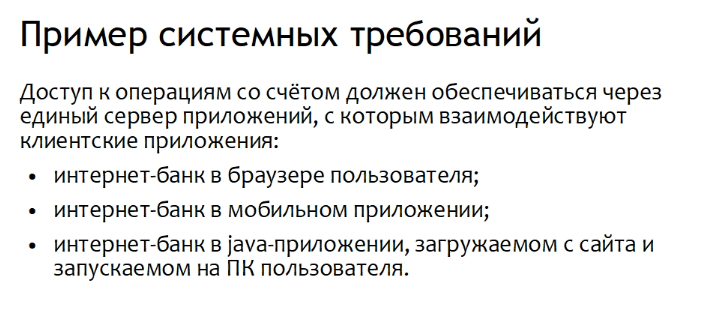 Пример системных требований
Доступ к операциям со счётом должен обеспечиваться через
единый сервер приложений, с которым взаимодействуют
клиентские приложения:
• интернет-банк в браузере пользователя;
• интернет-банк в мобильном приложении;
• интернет-банк в java-приложении, загружаемом с сайта и
запускаемом на ПК пользователя.